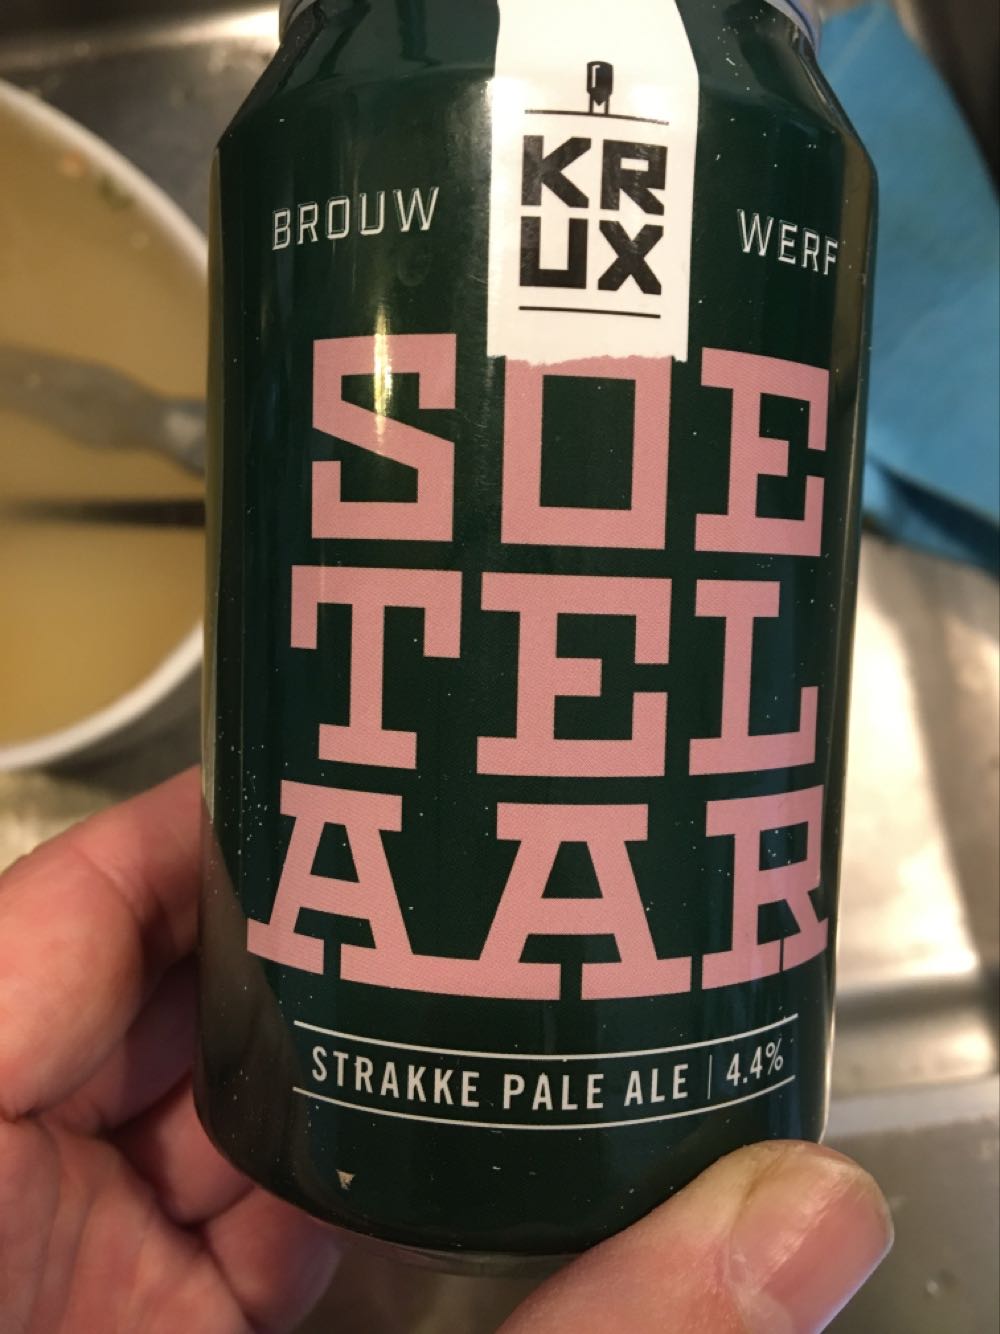 KR
UX
BROUW WERF
SOE
TEL
AAR
STRAKKE PALE ALE | 4.4%